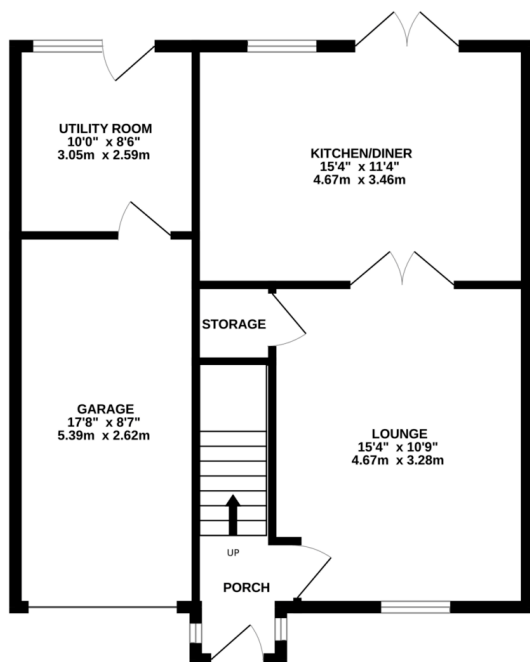 UTILITY ROOM
10'0" x 8'6"
3.05m x 2.59m
KITCHEN/DINER
15'4" x 11'4"
4.67m x 3.46m
STORAGE
GARAGE
17'8" x 8'7"
5.39m x 2.62m
LOUNGE
15'4" x 10'9"
4.67m x 3.28m
UP
PORCH